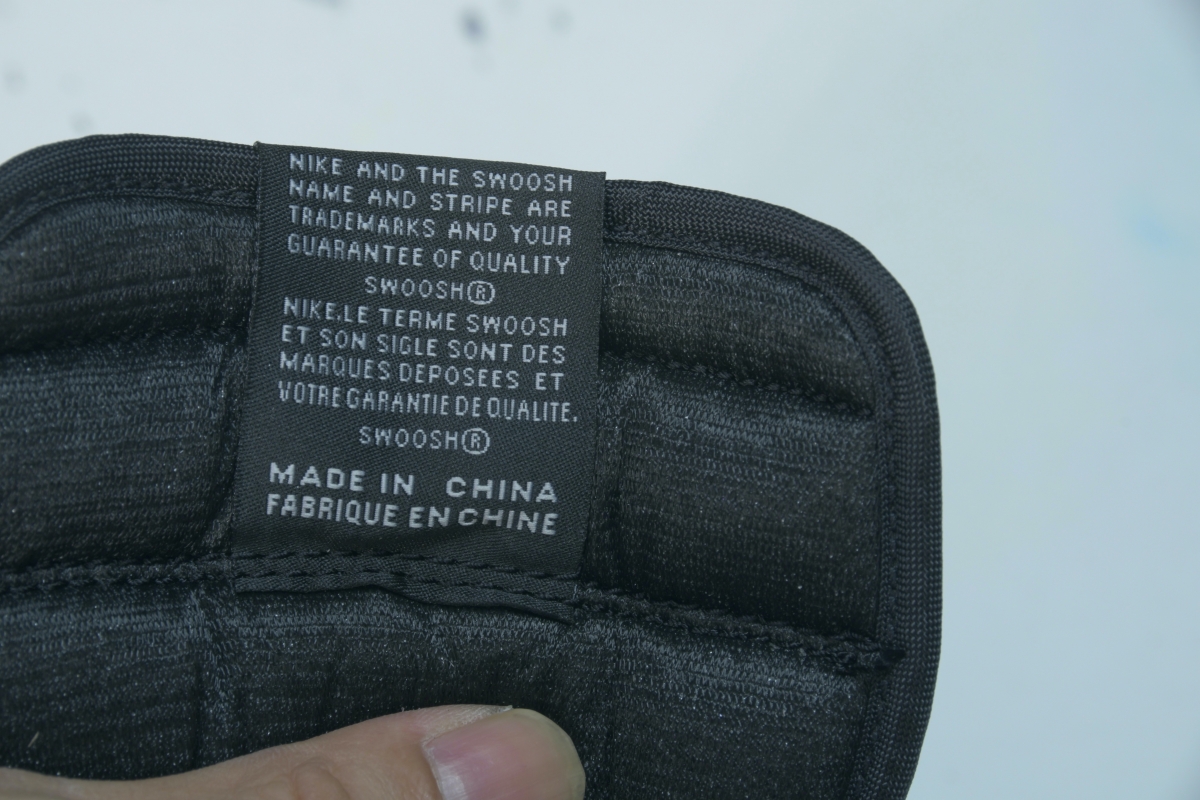 NIKE AND THE SWOOSH
NAME AND STRIPE ARE
TRADEMARKS AND YOUR
GUARANTEE OF QUALITY
SWOOSH®
NIKE.LE TERME SWOOSH
ET SON SIGLE SONT DES
MARQUES DEPOSEES ET
VOTRE GARANTIE DE QUALITE.
SWOOSH®
MADE IN CHINA
FABRIQUE EN CHINE